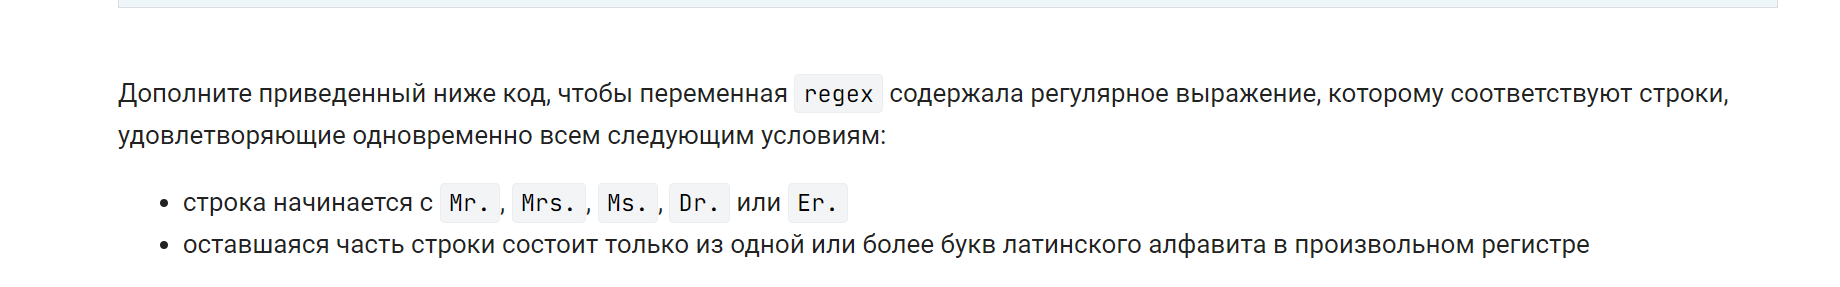 Дополните приведенный ниже код, чтобы переменная regex содержала регулярное выражение, которому соответствуют строки,
удовлетворяющие одновременно всем следующим условиям:
• строка начинается с Mr., Mrs., Ms., Dr. или Er.
• оставшаяся часть строки состоит только из одной или более букв латинского алфавита в произвольном регистре